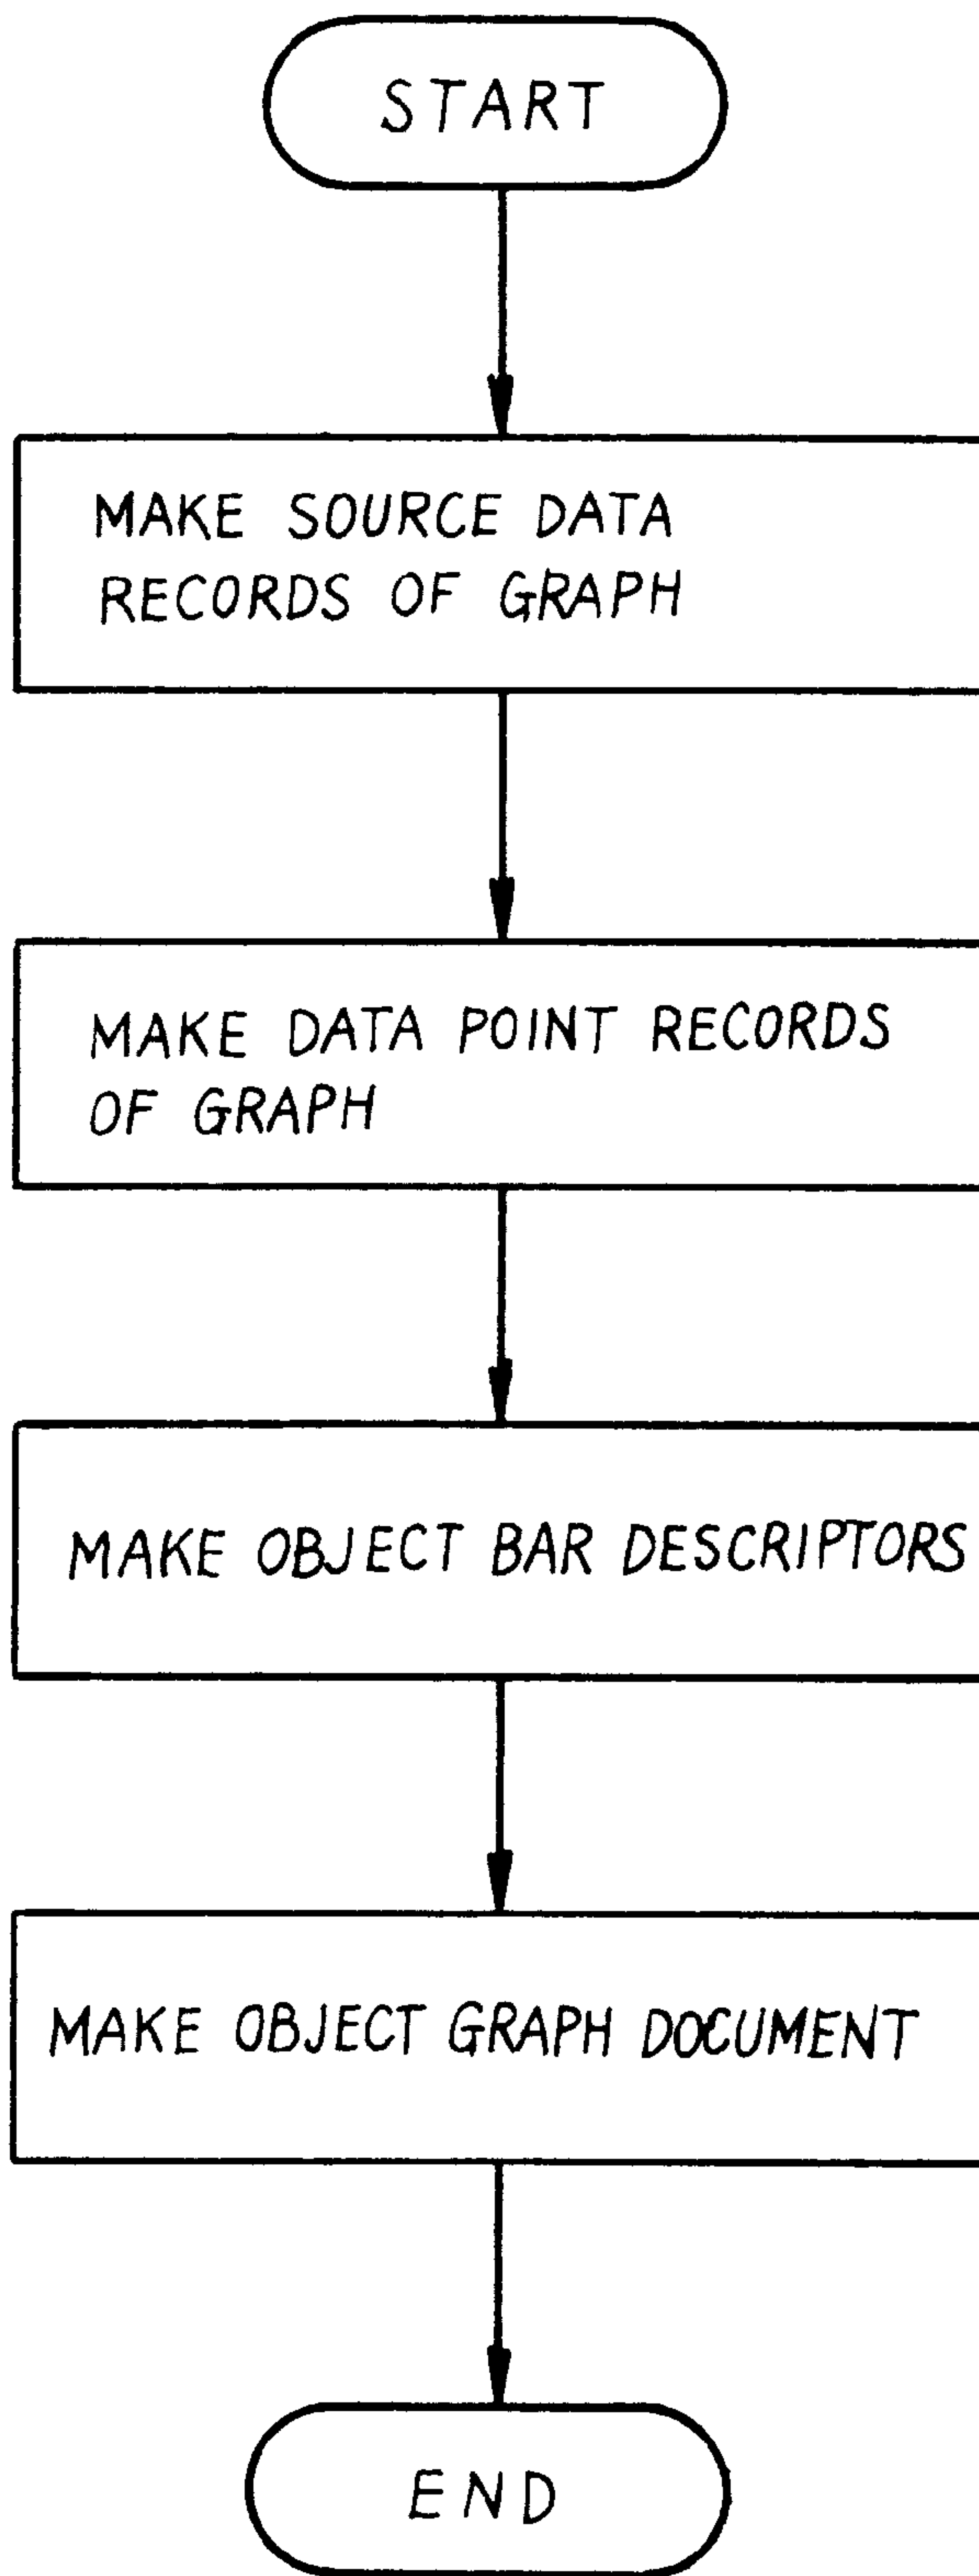 START
MAKE SOURCE DATA
RECORDS OF GRAPH
MAKE DATA POINT RECORDS
OF GRAPH
MAKE OBJECT BAR DESCRIPTORS
MAKE OBJECT GRAPH DOCUMENT
END